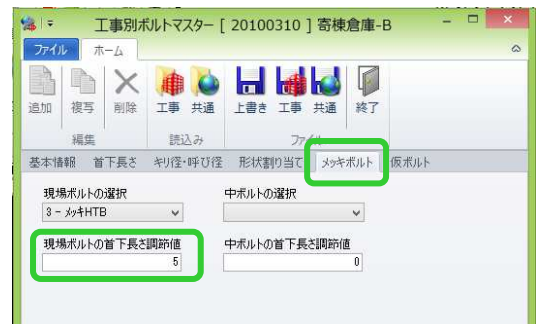 工事別ボルトマスター [ 20100310 ] 寄棟倉庫-B
ファイル ホーム
追加 複写 削除 工事 共通 上書き 工事 共通 終了
編集 読込み ファイル
基本情報 首下長さ キリ径・呼び径 形状割り当て メッキボルト 仮ボルト
現場ボルトの選択 中ボルトの選択
3 - メッキHTB
現場ボルトの首下長さ調節値 中ボルトの首下長さ調節値
5 0